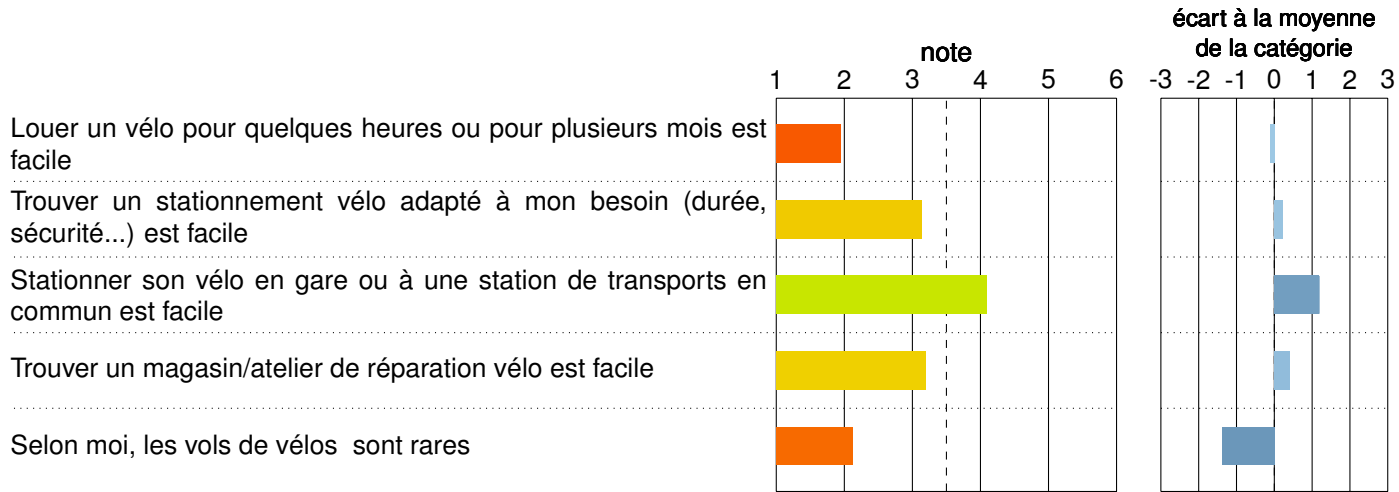 écart à la moyenne
note de la catégorie
1 2 3 4 5 6 -3 -2 -1 0 1 2 3
Louer un vélo pour quelques heures ou pour plusieurs mois est
facile
Trouver un stationnement vélo adapté à mon besoin (durée,
sécurité...) est facile
Stationner son vélo en gare ou à une station de transports en
commun est facile
Trouver un magasin/atelier de réparation vélo est facile
Selon moi, les vols de vélos sont rares